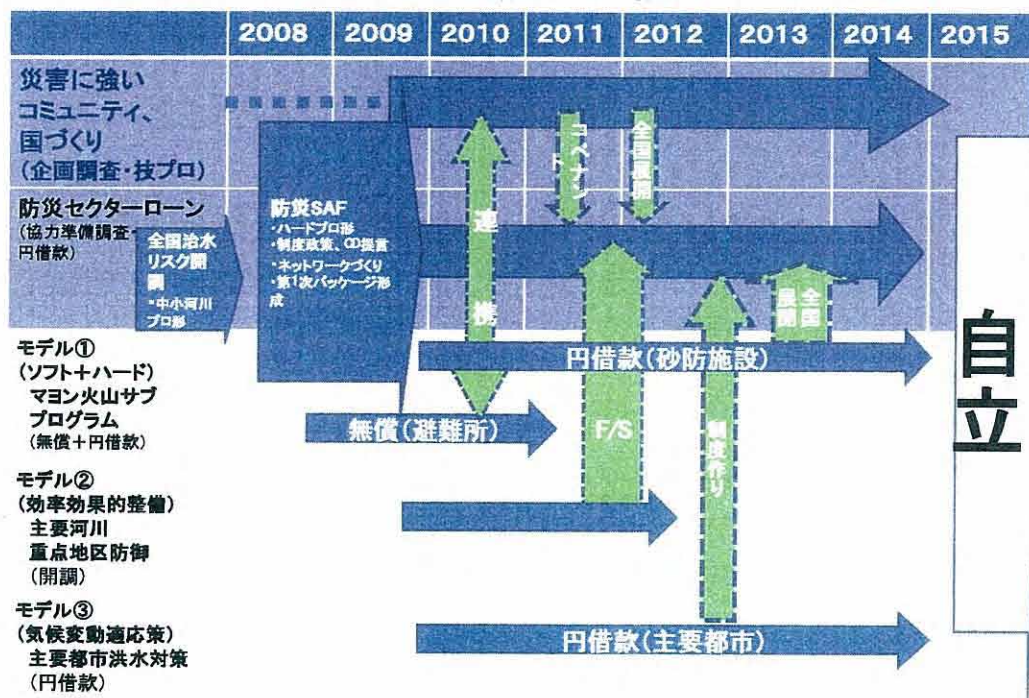 2008 2009 2010 2011 2012 2013 2014 2015
災害に強い
コミュニティ、
国づくり
(企画調査・技プロ)
コベナント
全国展開
防災セクターローン
(協力準備調査・
円借款)
全国治水
リスク開
調
・中小河川
プロ形
防災SAF
・ハードプロ形
・制度政策、CD提言
・ネットワークづくり
・第1次パッケージ形
成
連携
全国
展開
モデル①
(ソフト+ハード)
マヨン火山サブ
プログラム
(無償+円借款)
円借款(砂防施設)
無償(避難所)
F/S
制度作り
自立
モデル②
(効率効果的整備)
主要河川
重点地区防御
(開調)
モデル③
(気候変動適応策)
主要都市洪水対策
(円借款)
円借款(主要都市)